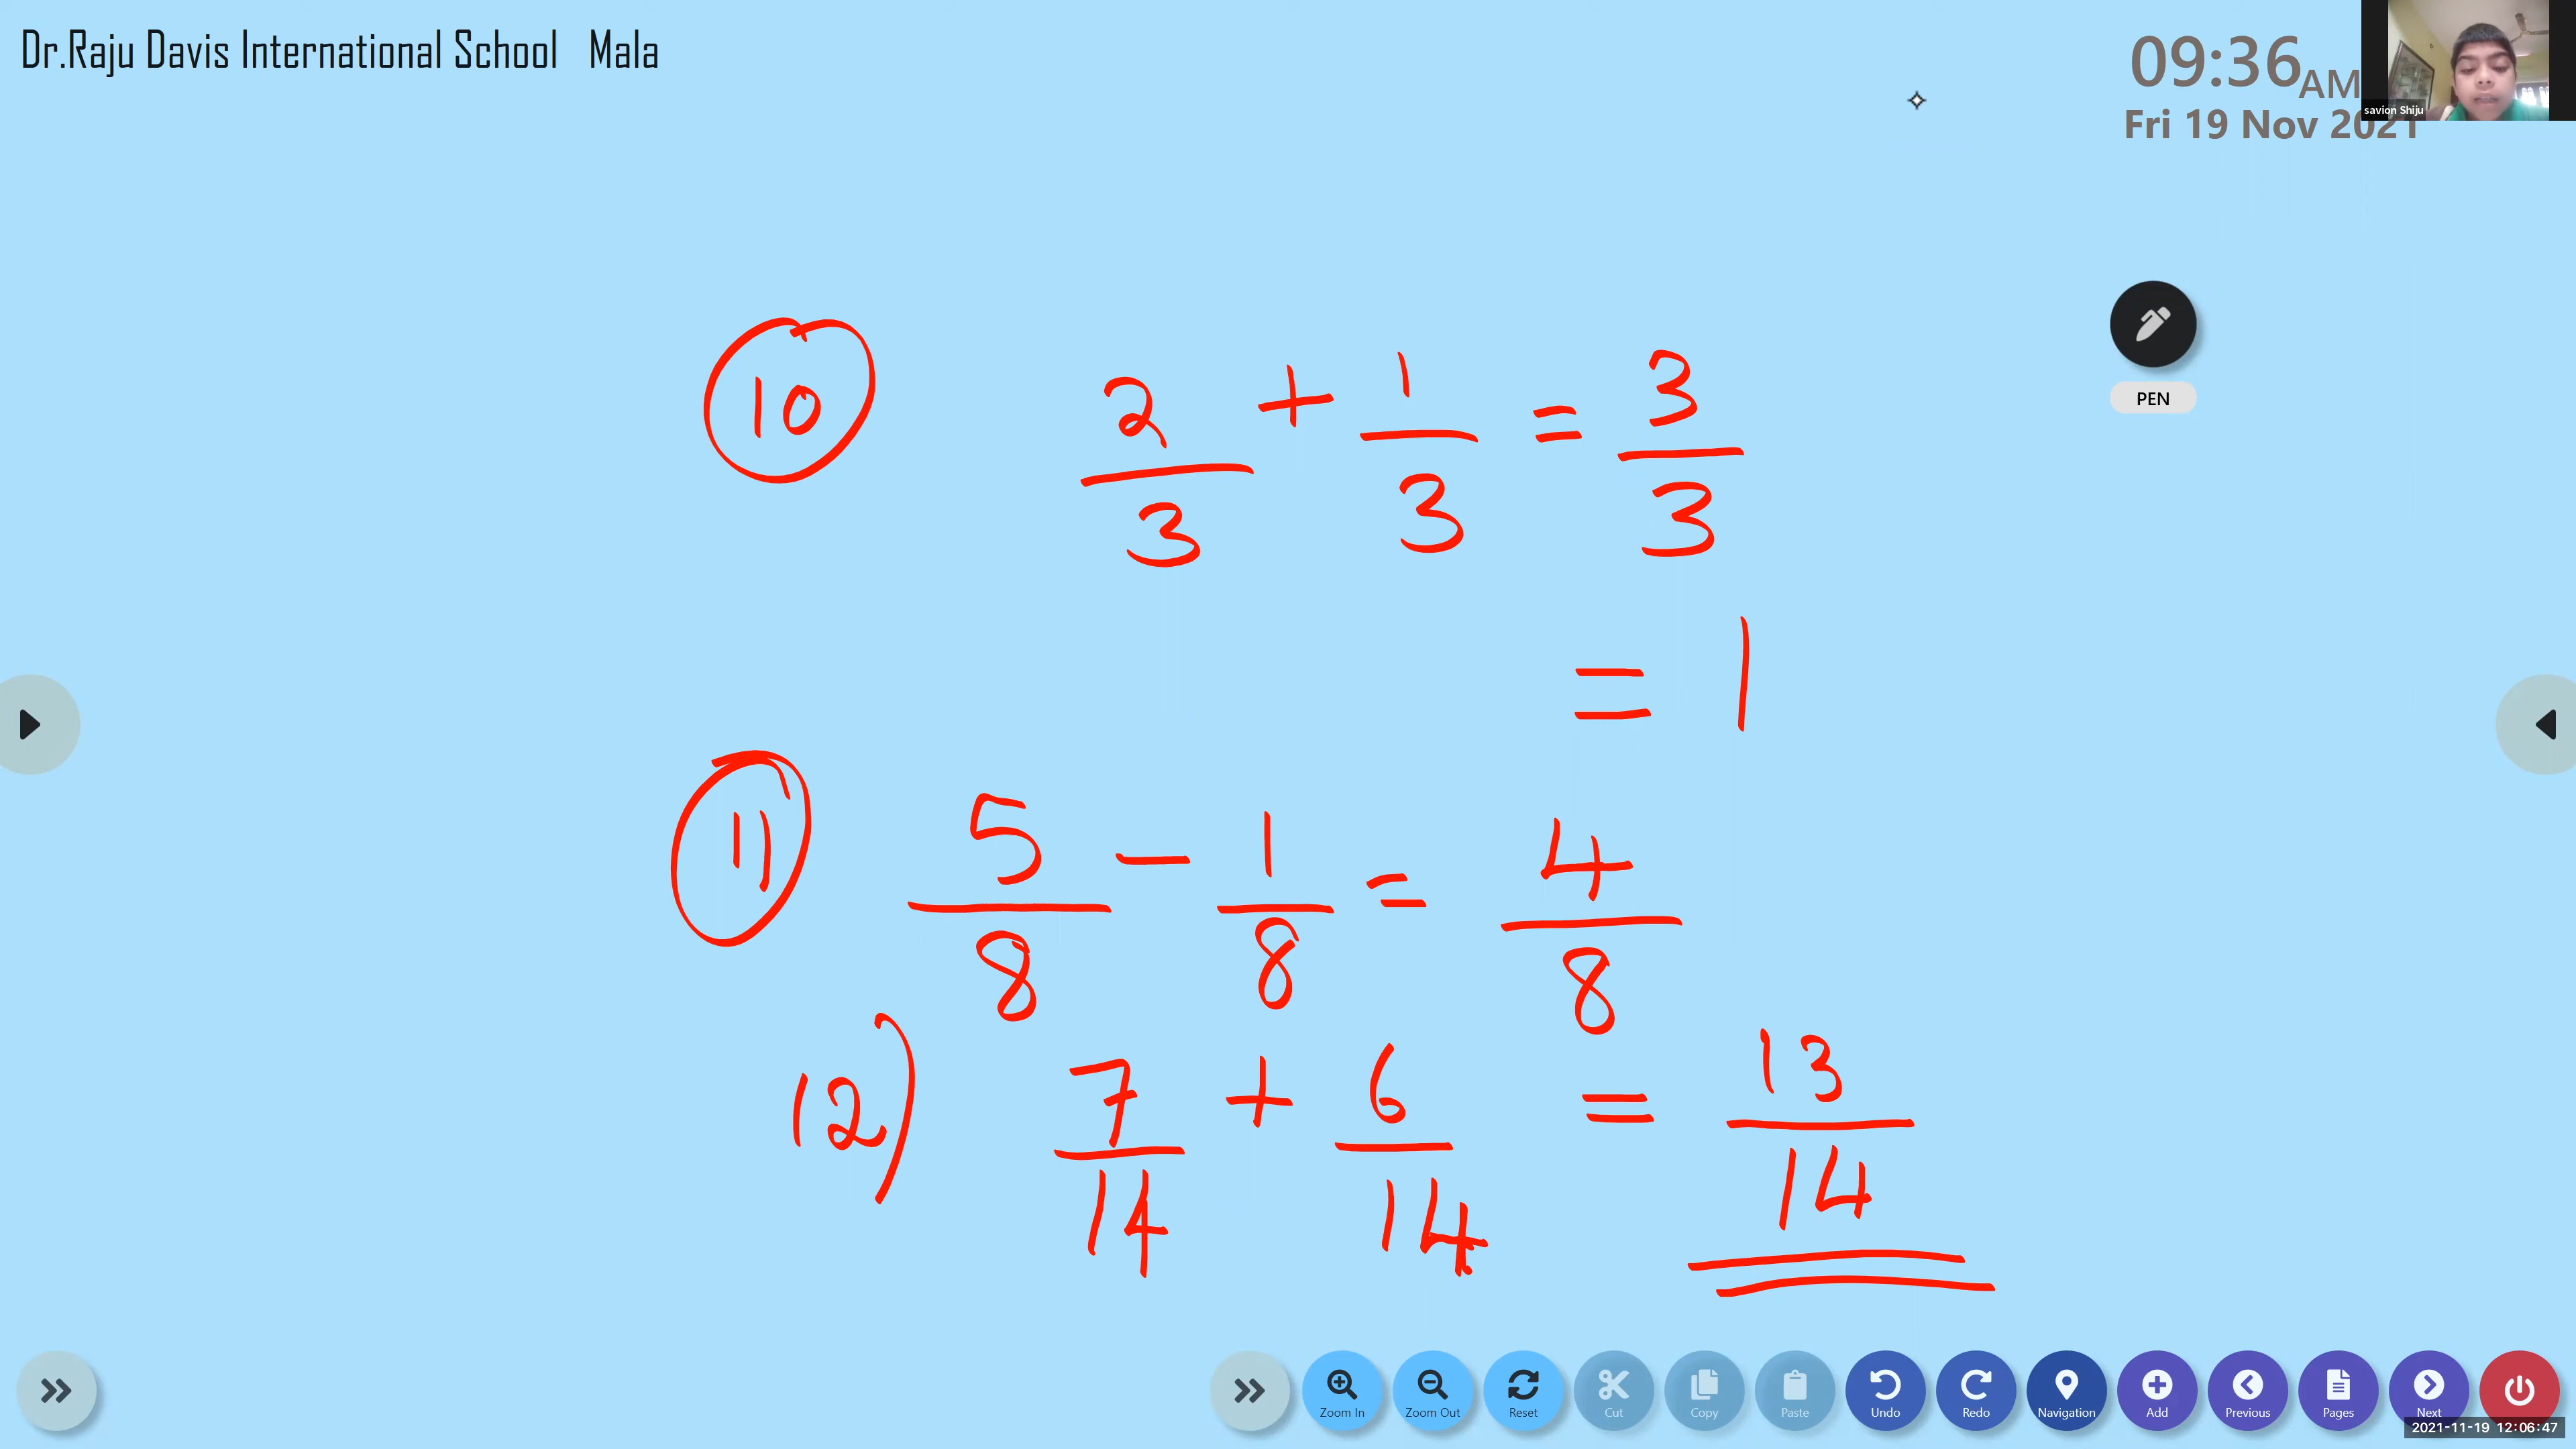 Dr.Raju Davis International School Mala
09:36 AM
Fri 19 Nov 2021
savion Shiju
PEN
10 2/3 + 1/3 = 3/3
= 1
11 5/8 - 1/8 = 4/8
12) 7/14 + 6/14 = 13/14
Zoom In Zoom Out Reset Cut Copy Paste Undo Redo Navigation Add Previous Pages Next
2021-11-19 12:06:47